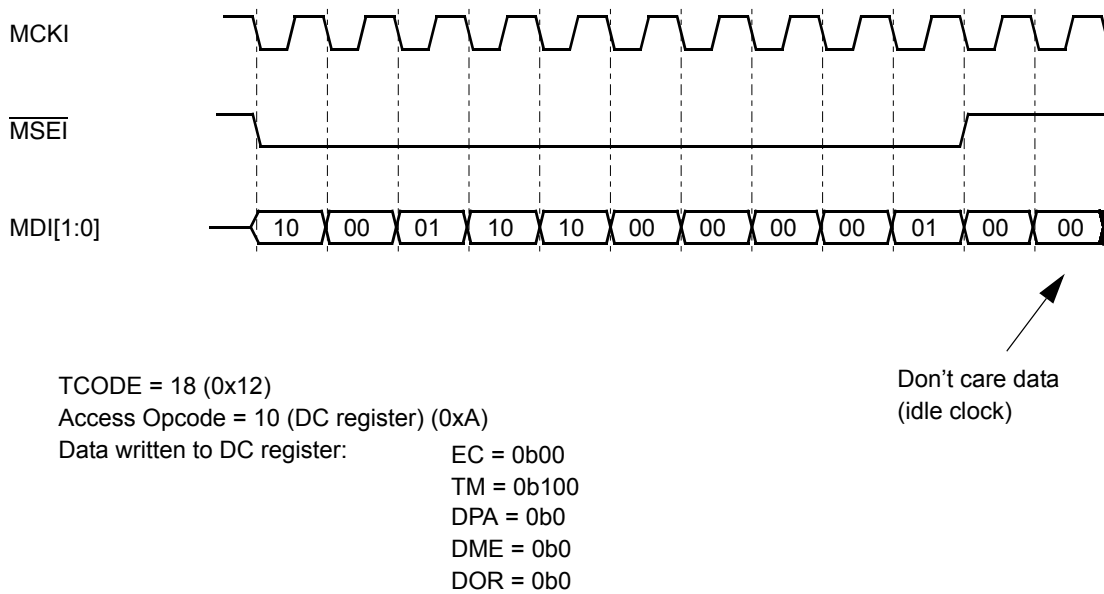 MCKI
MSEI
MDI[1:0] 10 00 01 10 10 00 00 00 00 01 00 00
Don't care data
(idle clock)
TCODE = 18 (0x12)
Access Opcode = 10 (DC register) (0xA)
Data written to DC register: EC = 0b00
TM = 0b100
DPA = 0b0
DME = 0b0
DOR = 0b0